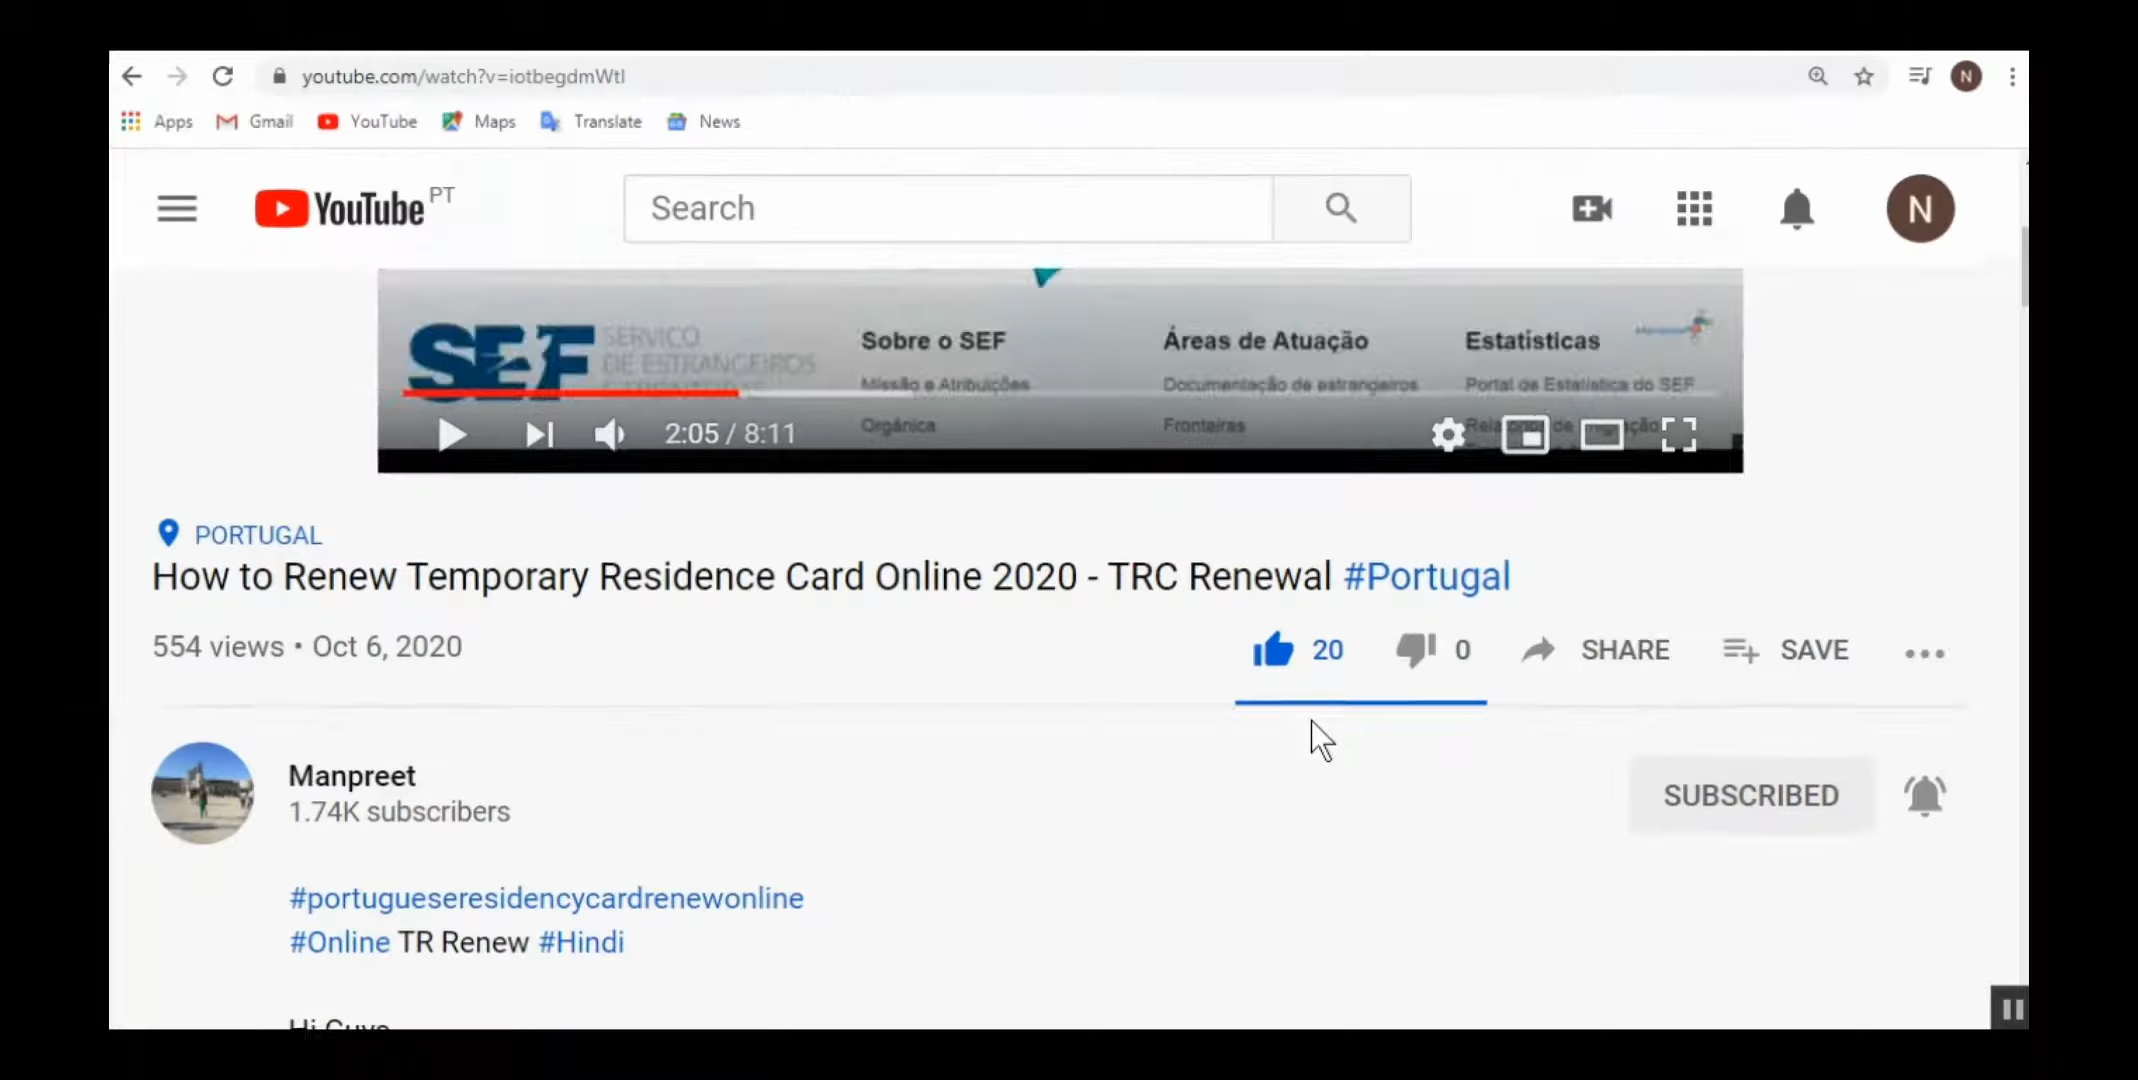 youtube.com/watch?v=iotbegdmWtI
N
Apps Gmail YouTube Maps Translate News
YouTube PT
Search
N
SEF SERVIÇO
DE ESTRANGEIROS
Sobre o SEF Áreas de Atuação Estatísticas
Missão e Atribuições Documentação de estrangeiros Portal de Estatística do SEF
Orgânica Fronteiras
2:05 / 8:11
PORTUGAL
How to Renew Temporary Residence Card Online 2020 - TRC Renewal #Portugal
554 views • Oct 6, 2020
20 0 SHARE SAVE
Manpreet
1.74K subscribers
SUBSCRIBED
#portugueseresidencycardrenewonline
#Online TR Renew #Hindi
Hi Guys